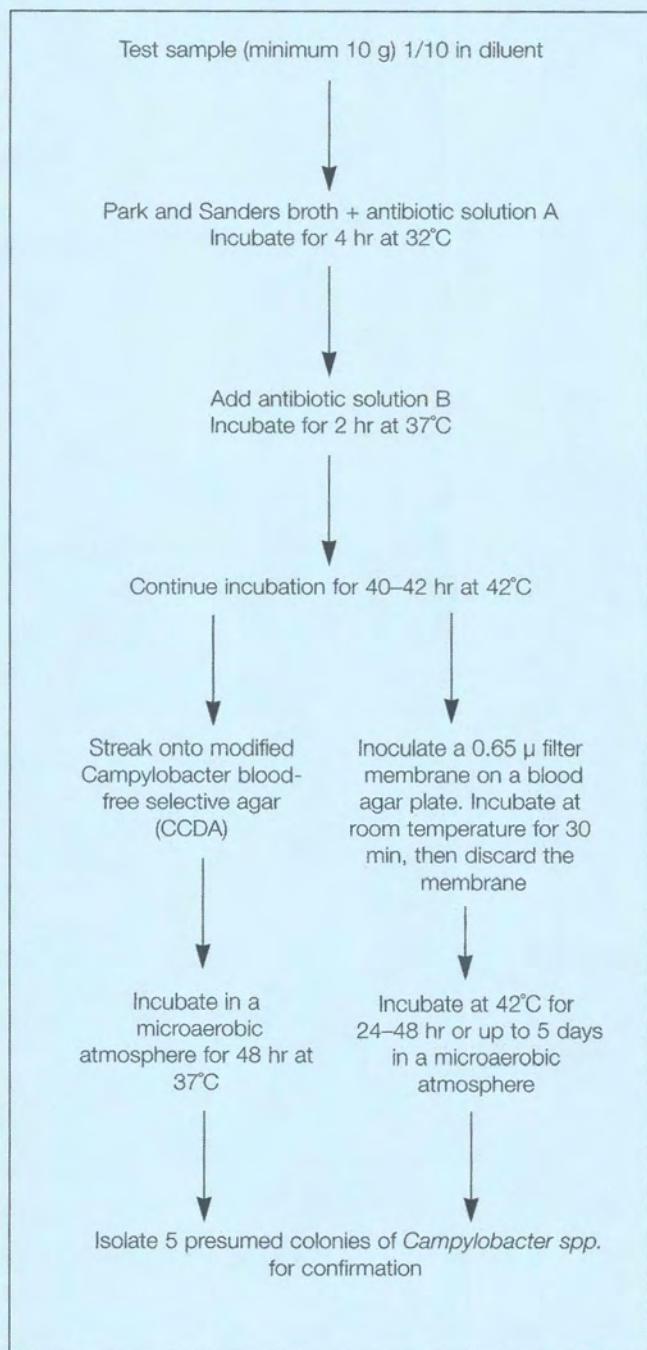 Test sample (minimum 10 g) 1/10 in diluent
Park and Sanders broth + antibiotic solution A
Incubate for 4 hr at 32°C
Add antibiotic solution B
Incubate for 2 hr at 37°C
Continue incubation for 40–42 hr at 42°C
Streak onto modified
Campylobacter blood-
free selective agar
(CCDA)
Inoculate a 0.65 µ filter
membrane on a blood
agar plate. Incubate at
room temperature for 30
min, then discard the
membrane
Incubate in a
microaerobic
atmosphere for 48 hr at
37°C
Incubate at 42°C for
24–48 hr or up to 5 days
in a microaerobic
atmosphere
Isolate 5 presumed colonies of Campylobacter spp.
for confirmation